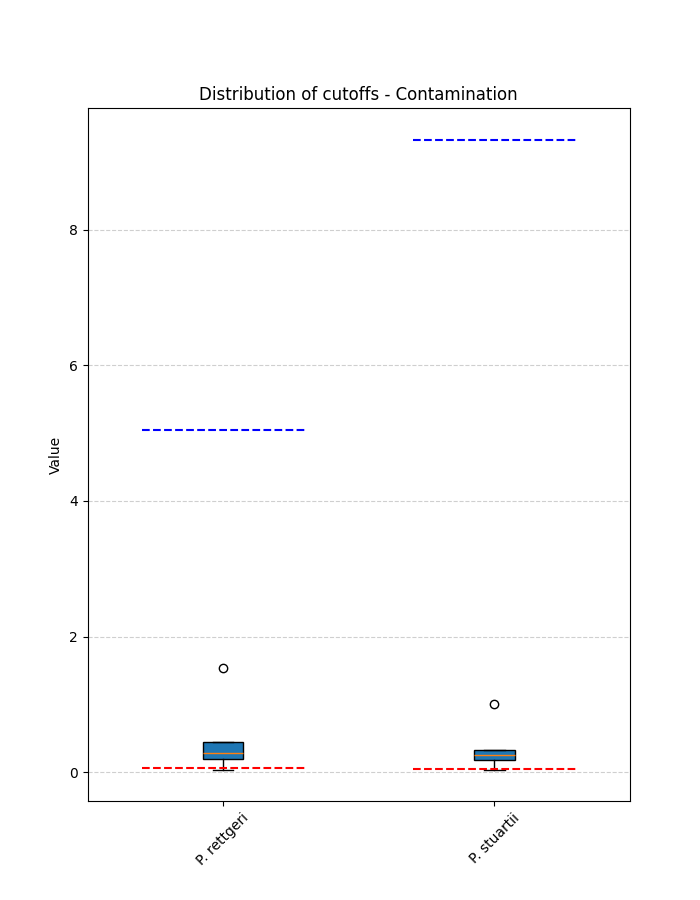 Distribution of cutoffs - Contamination
Value
8
6
4
2
0
P. rettgeri
P. stuartii